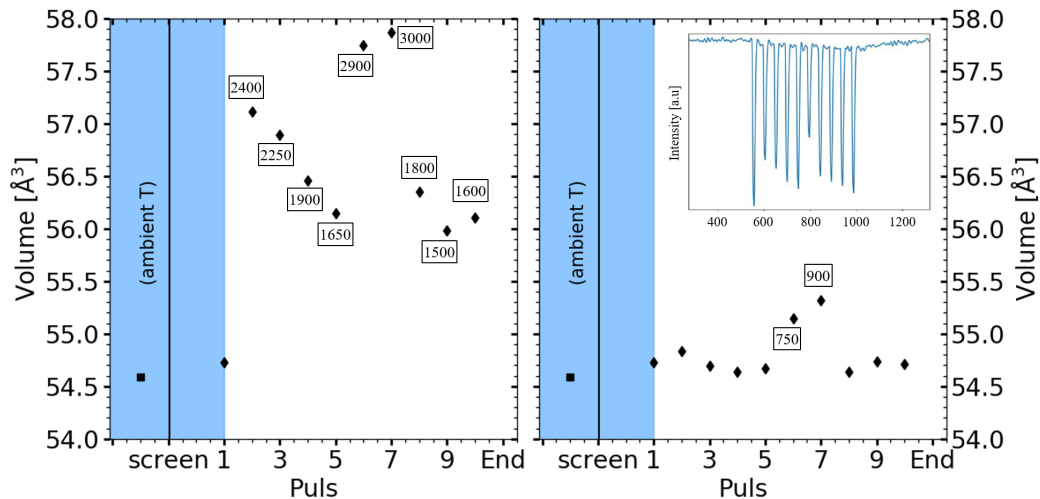 58.0
57.5
57.0
56.5
56.0
55.5
55.0
54.5
54.0
Volume [Å³]
(ambient T)
2400
2250
1900
1650
2900
3000
1800
1500
1600
screen 1 3 5 7 9 End
Puls
(ambient T)
750
900
Intensity [a.u]
400 600 800 1000 1200
screen 1 3 5 7 9 End
Puls
58.0
57.5
57.0
56.5
56.0
55.5
55.0
54.5
54.0
Volume [Å³]